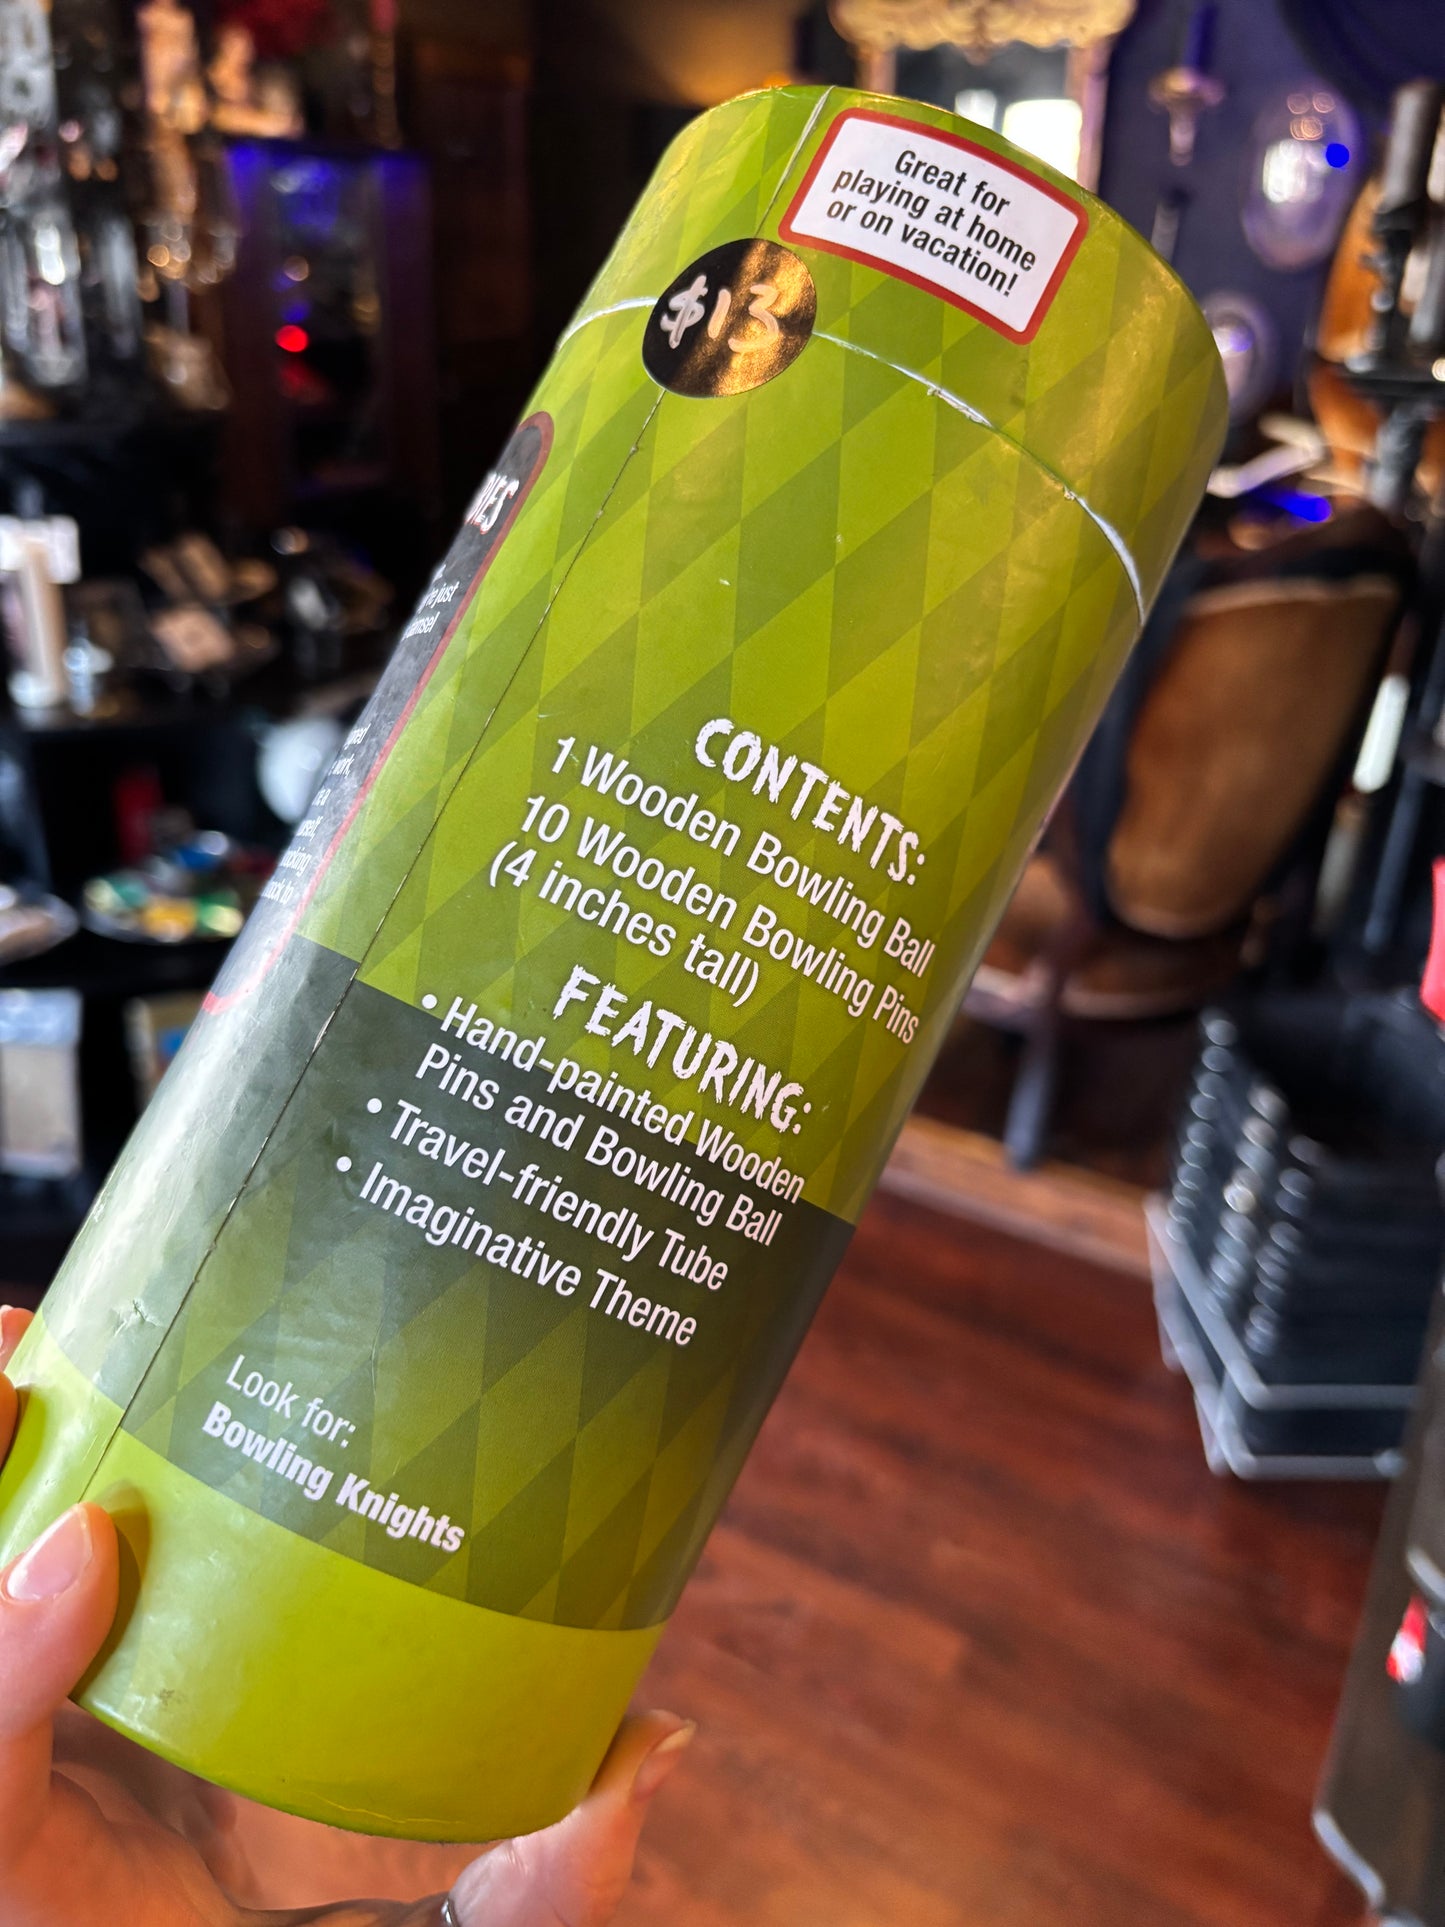 Great for
playing at home
or on vacation!
$13
just
CONTENTS:
1 Wooden Bowling Ball
10 Wooden Bowling Pins
(4 inches tall)
FEATURING:
• Hand-painted Wooden
Pins and Bowling Ball
• Travel-friendly Tube
• Imaginative Theme
Look for:
Bowling Knights